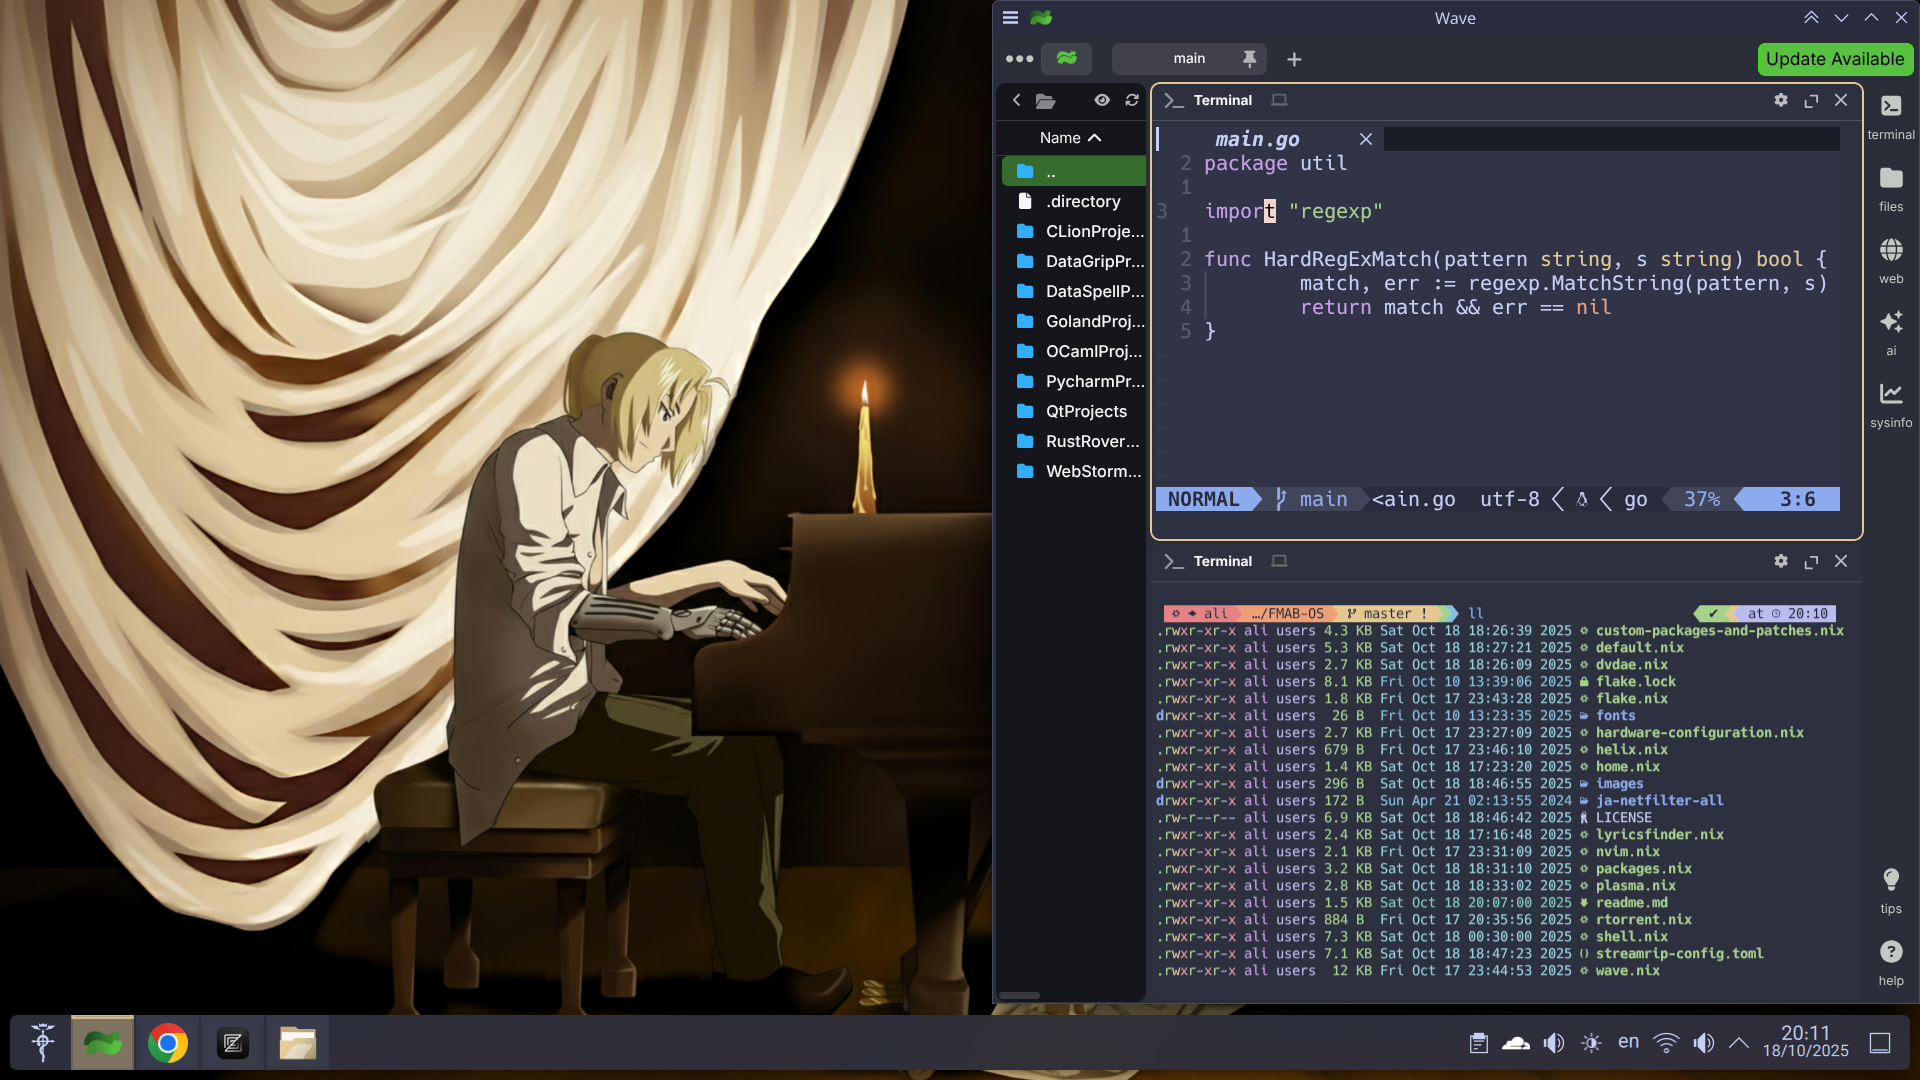 Wave
main
Update Available
Name
..
.directory
CLionProje...
DataGripPr...
DataSpellP...
GolandProj...
OCamlProj...
PycharmPr...
QtProjects
RustRover...
WebStorm...
Terminal
main.go
2 package util
1
3 import "regexp"
1
2 func HardRegExMatch(pattern string, s string) bool {
3 match, err := regexp.MatchString(pattern, s)
4 return match && err == nil
5 }
NORMAL main <ain.go utf-8 < < go 37% 3:6
Terminal
ali …/FMAB-OS master ! ll ✔ at 20:10
.rwxr-xr-x ali users 4.3 KB Sat Oct 18 18:26:39 2025 custom-packages-and-patches.nix
.rwxr-xr-x ali users 5.3 KB Sat Oct 18 18:27:21 2025 default.nix
.rwxr-xr-x ali users 2.7 KB Sat Oct 18 18:26:09 2025 dvdae.nix
.rwxr-xr-x ali users 8.1 KB Fri Oct 10 13:39:06 2025 flake.lock
.rwxr-xr-x ali users 1.8 KB Fri Oct 17 23:43:28 2025 flake.nix
drwxr-xr-x ali users 26 B Fri Oct 10 13:23:35 2025 fonts
.rwxr-xr-x ali users 2.7 KB Fri Oct 17 23:27:09 2025 hardware-configuration.nix
.rwxr-xr-x ali users 679 B Fri Oct 17 23:46:10 2025 helix.nix
.rwxr-xr-x ali users 1.4 KB Sat Oct 18 17:23:20 2025 home.nix
drwxr-xr-x ali users 296 B Sat Oct 18 18:46:55 2025 images
drwxr-xr-x ali users 172 B Sun Apr 21 02:13:55 2024 ja-netfilter-all
.rw-r--r-- ali users 6.9 KB Sat Oct 18 18:46:42 2025 LICENSE
.rwxr-xr-x ali users 2.4 KB Sat Oct 18 17:16:48 2025 lyricsfinder.nix
.rwxr-xr-x ali users 2.1 KB Fri Oct 17 23:31:09 2025 nvim.nix
.rwxr-xr-x ali users 3.2 KB Sat Oct 18 18:31:10 2025 packages.nix
.rwxr-xr-x ali users 2.8 KB Sat Oct 18 18:33:02 2025 plasma.nix
.rwxr-xr-x ali users 1.5 KB Sat Oct 18 20:07:00 2025 readme.md
.rwxr-xr-x ali users 884 B Fri Oct 17 20:35:56 2025 rtorrent.nix
.rwxr-xr-x ali users 7.3 KB Sat Oct 18 00:30:00 2025 shell.nix
.rwxr-xr-x ali users 7.1 KB Sat Oct 18 18:47:23 2025 streamrip-config.toml
.rwxr-xr-x ali users 12 KB Fri Oct 17 23:44:53 2025 wave.nix
terminal
files
web
ai
sysinfo
tips
help
en
20:11
18/10/2025